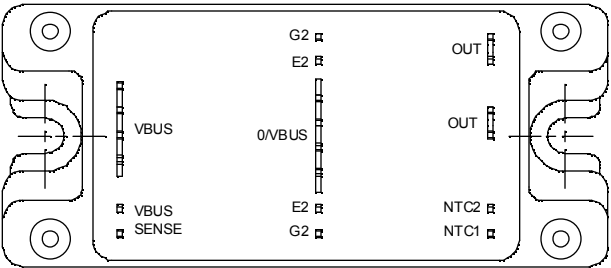 G2
E2
OUT
VBUS
0/VBUS
OUT
VBUS
SENSE
E2
G2
NTC2
NTC1